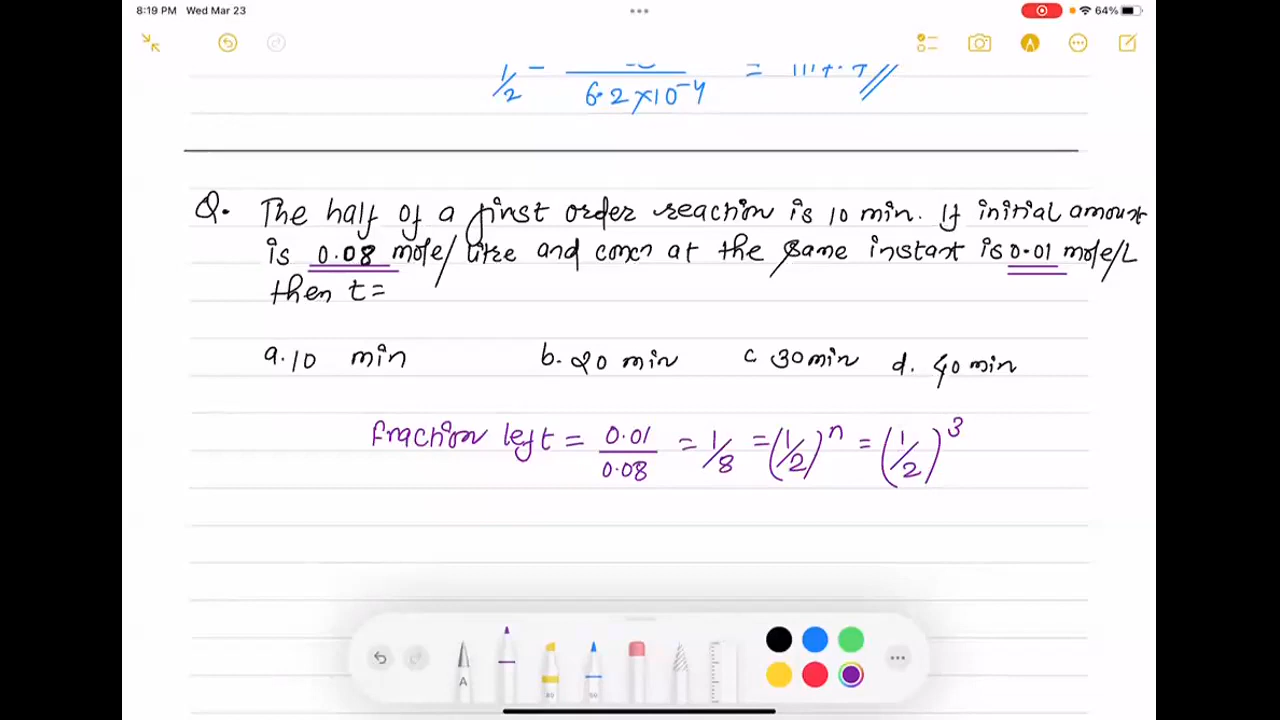 8:19 PM Wed Mar 23
64%
1/2 - 6.2×10⁻⁴ =
Q. The half of a first order reaction is 10 min. If initial amount
is 0.08 mole/litre and concn at the same instant is 0.01 mole/L
then t=
a. 10 min b. 20 min c. 30 min d. 40 min
Fraction left = 0.01/0.08 = 1/8 = (1/2)ⁿ = (1/2)³
A